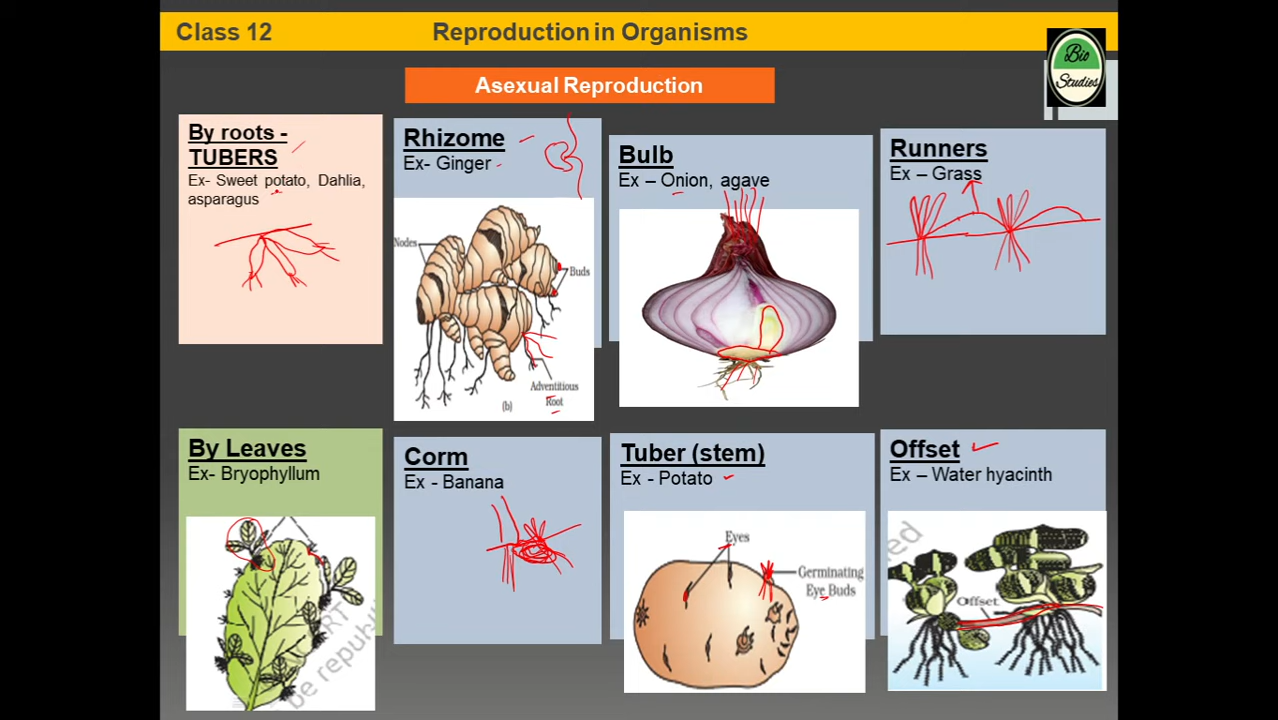 Class 12
Reproduction in Organisms
Bio
Studies
Asexual Reproduction
By roots -
TUBERS
Ex- Sweet potato, Dahlia,
asparagus
Rhizome
Ex- Ginger
Nodes
Buds
Adventitious
Root
(b)
Bulb
Ex – Onion, agave
Runners
Ex – Grass
By Leaves
Ex- Bryophyllum
be republi
Corm
Ex - Banana
Tuber (stem)
Ex - Potato
Eyes
Germinating
Eye Buds
Offset
Ex – Water hyacinth
Offset